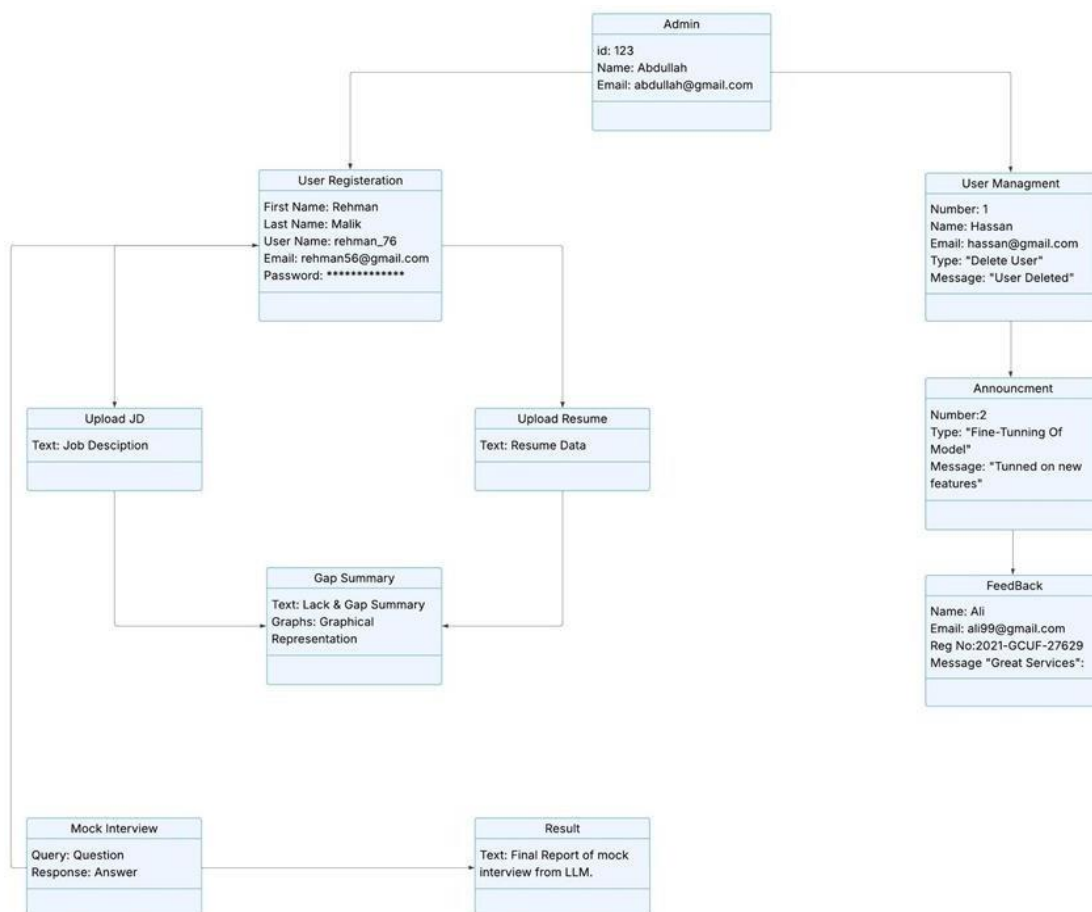 Admin
id: 123
Name: Abdullah
Email: abdullah@gmail.com
User Registeration
First Name: Rehman
Last Name: Malik
User Name: rehman_76
Email: rehman56@gmail.com
Password: *************
User Managment
Number: 1
Name: Hassan
Email: hassan@gmail.com
Type: "Delete User"
Message: "User Deleted"
Upload JD
Text: Job Desciption
Upload Resume
Text: Resume Data
Announcment
Number:2
Type: "Fine-Tunning Of
Model"
Message: "Tunned on new
features"
Gap Summary
Text: Lack & Gap Summary
Graphs: Graphical
Representation
FeedBack
Name: Ali
Email: ali99@gmail.com
Reg No:2021-GCUF-27629
Message "Great Services":
Mock Interview
Query: Question
Response: Answer
Result
Text: Final Report of mock
interview from LLM.